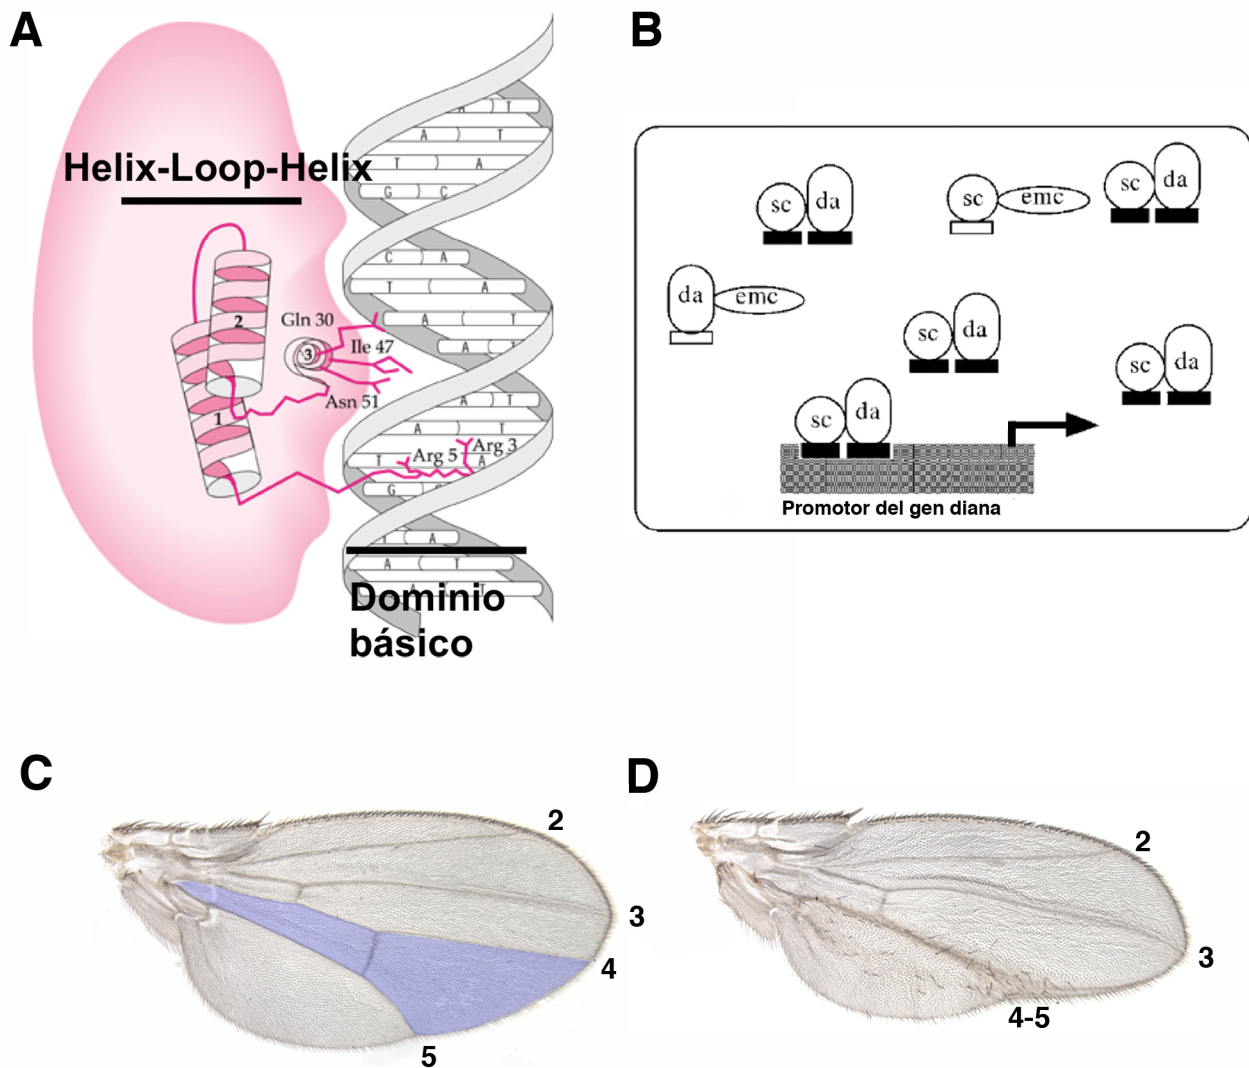 A
Helix-Loop-Helix
A T
A T
T A
G C
C A
T A
A T
A T
A T
A T
T A
G
T A
A T
A T
2
1
3
Gln 30
Ile 47
Asn 51
Arg 5
Arg 3
Dominio
básico
B
sc da
sc emc
sc da
da emc
sc da
sc da
sc da
Promotor del gen diana
C
2
3
4
5
D
2
3
4-5